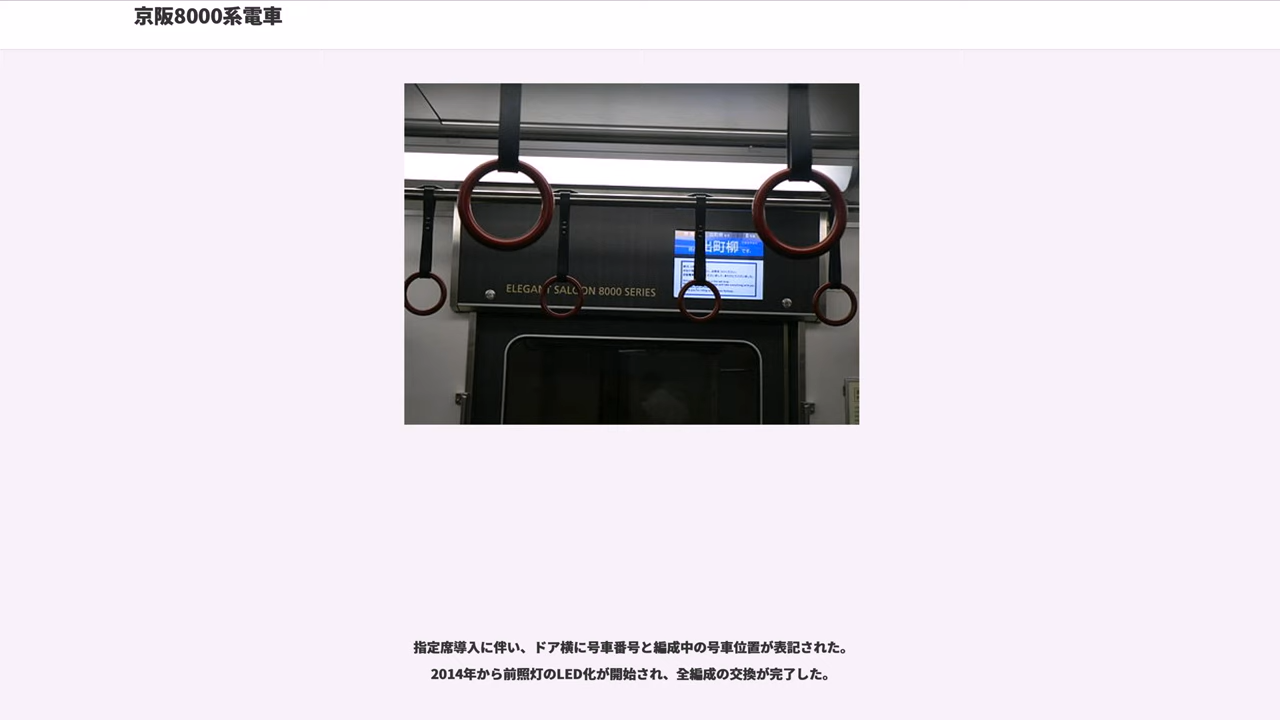 京阪8000系電車
出町柳
です。
ELEGANT SALOON 8000 SERIES
指定席導入に伴い、ドア横に号車番号と編成中の号車位置が表記された。
2014年から前照灯のLED化が開始され、全編成の交換が完了した。